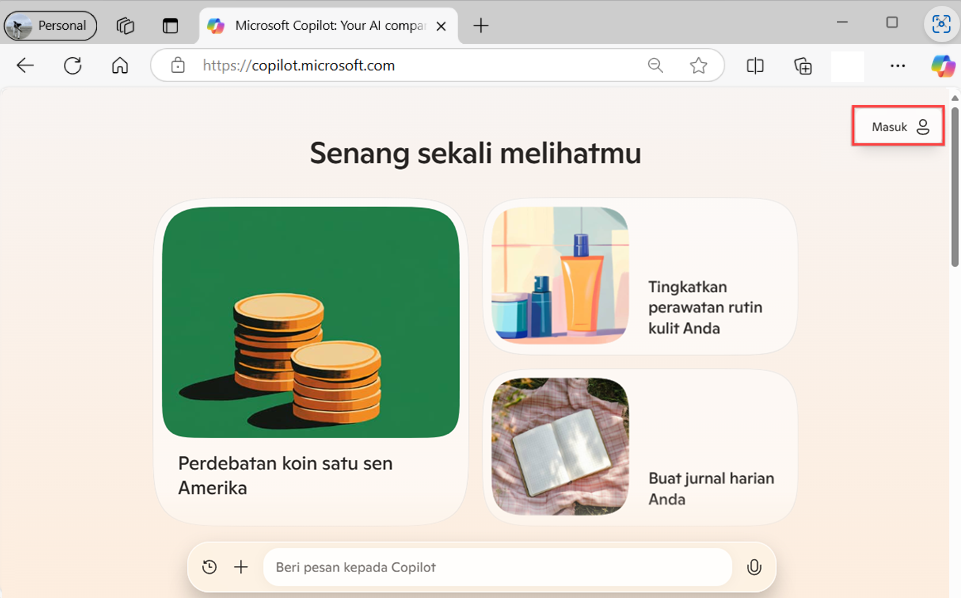 Personal
Microsoft Copilot: Your AI compa
https://copilot.microsoft.com
Masuk
Senang sekali melihatmu
Perdebatan koin satu sen
Amerika
Tingkatkan
perawatan rutin
kulit Anda
Buat jurnal harian
Anda
Beri pesan kepada Copilot